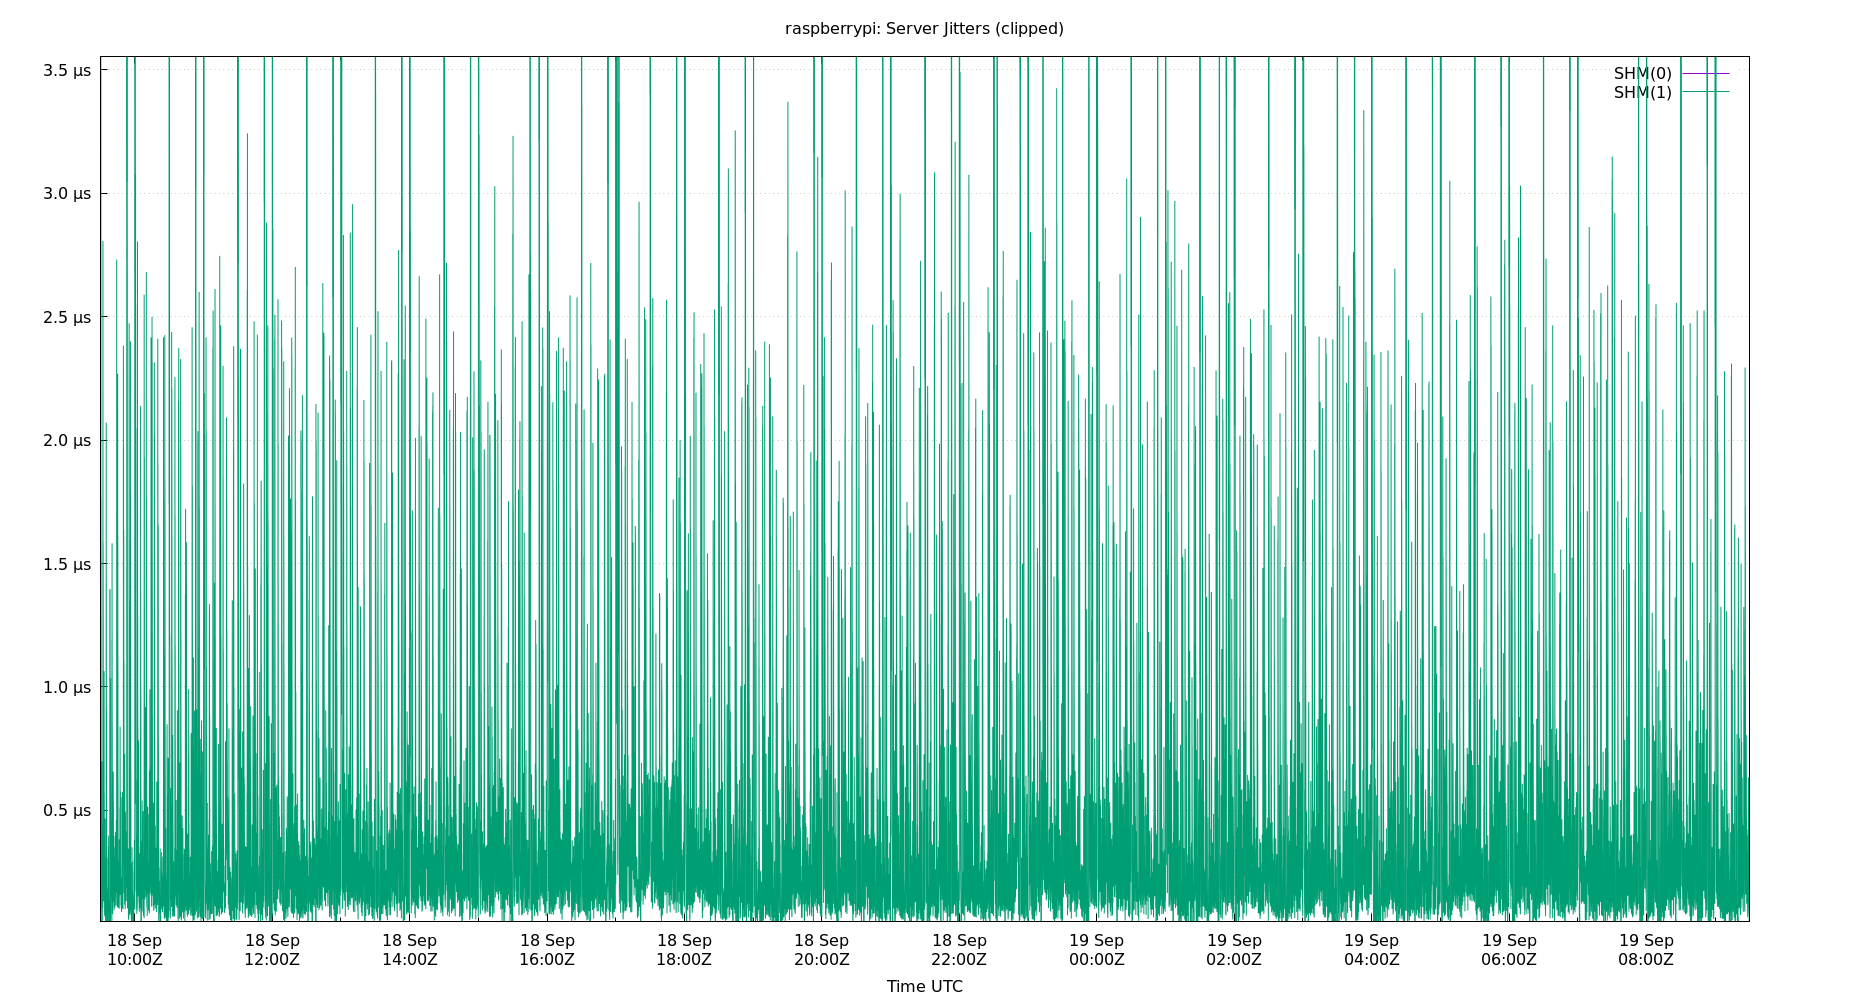 raspberrypi: Server Jitters (clipped)
3.5 µs
SHM(0)
SHM(1)
3.0 µs
2.5 µs
2.0 µs
1.5 µs
1.0 µs
0.5 µs
18 Sep 18 Sep 18 Sep 18 Sep 18 Sep 18 Sep 18 Sep 19 Sep 19 Sep 19 Sep 19 Sep 19 Sep
10:00Z 12:00Z 14:00Z 16:00Z 18:00Z 20:00Z 22:00Z 00:00Z 02:00Z 04:00Z 06:00Z 08:00Z
Time UTC